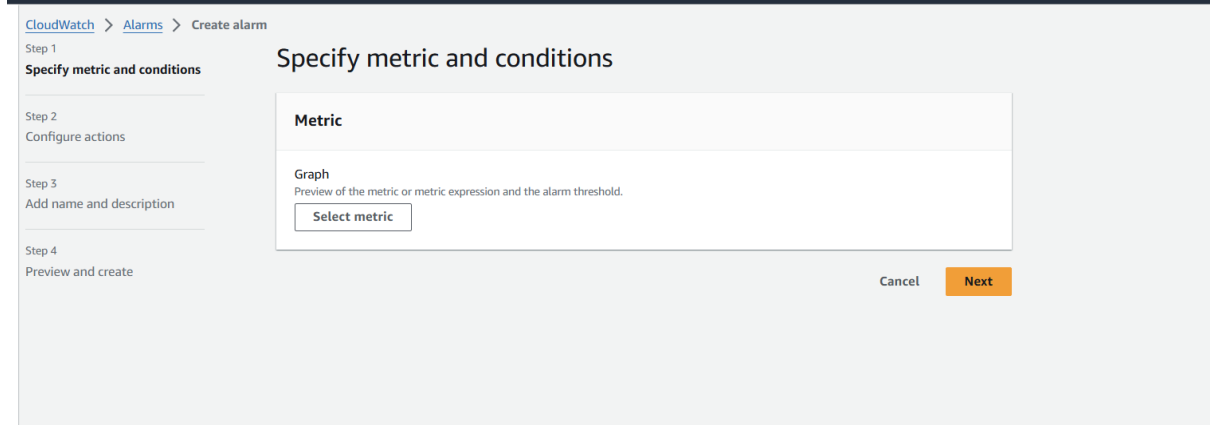 CloudWatch > Alarms > Create alarm
Step 1
Specify metric and conditions
Step 2
Configure actions
Step 3
Add name and description
Step 4
Preview and create
Specify metric and conditions
Metric
Graph
Preview of the metric or metric expression and the alarm threshold.
Select metric
Cancel
Next